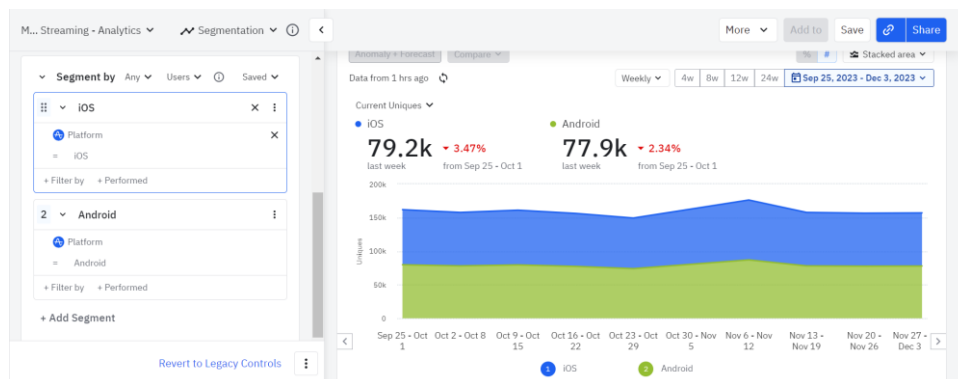 M... Streaming - Analytics
Segmentation
More
Add to
Save
Share
Segment by Any Users Saved
iOS
Platform
= iOS
+ Filter by + Performed
2 Android
Platform
= Android
+ Filter by + Performed
+ Add Segment
Revert to Legacy Controls
Anomaly + Forecast Compare % # Stacked area
Data from 1 hrs ago Weekly 4w 8w 12w 24w Sep 25, 2023 - Dec 3, 2023
Current Uniques
iOS Android
79.2k 3.47% 77.9k 2.34%
last week from Sep 25 - Oct 1 last week from Sep 25 - Oct 1
200k
150k
100k
50k
0
Uniques
Sep 25 - Oct 1
Oct 2 - Oct 8
Oct 9 - Oct 15
Oct 16 - Oct 22
Oct 23 - Oct 29
Oct 30 - Nov 5
Nov 6 - Nov 12
Nov 13 - Nov 19
Nov 20 - Nov 26
Nov 27 - Dec 3
1 iOS 2 Android